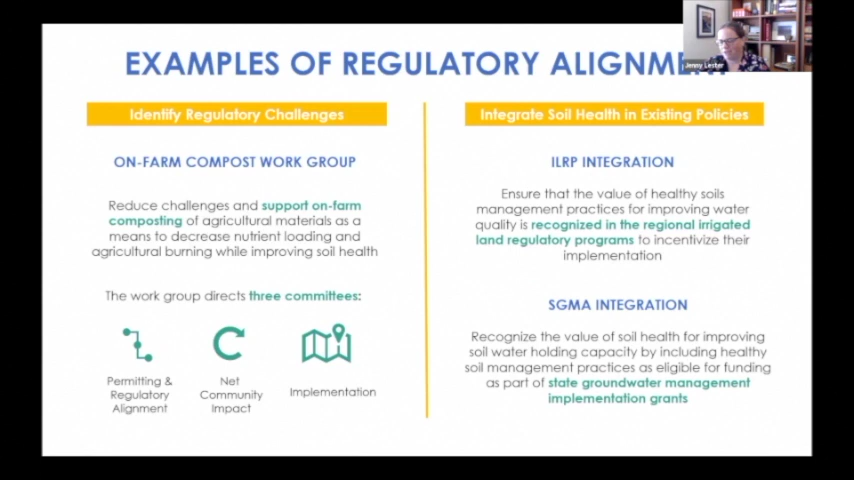 EXAMPLES OF REGULATORY ALIGNME
Jenny Lester
Identify Regulatory Challenges
ON-FARM COMPOST WORK GROUP
Reduce challenges and support on-farm
composting of agricultural materials as a
means to decrease nutrient loading and
agricultural burning while improving soil health
The work group directs three committees:
Permitting &
Regulatory
Alignment
Net
Community
Impact
Implementation
Integrate Soil Health in Existing Policies
ILRP INTEGRATION
Ensure that the value of healthy soils
management practices for improving water
quality is recognized in the regional irrigated
land regulatory programs to incentivize their
implementation
SGMA INTEGRATION
Recognize the value of soil health for improving
soil water holding capacity by including healthy
soil management practices as eligible for funding
as part of state groundwater management
implementation grants